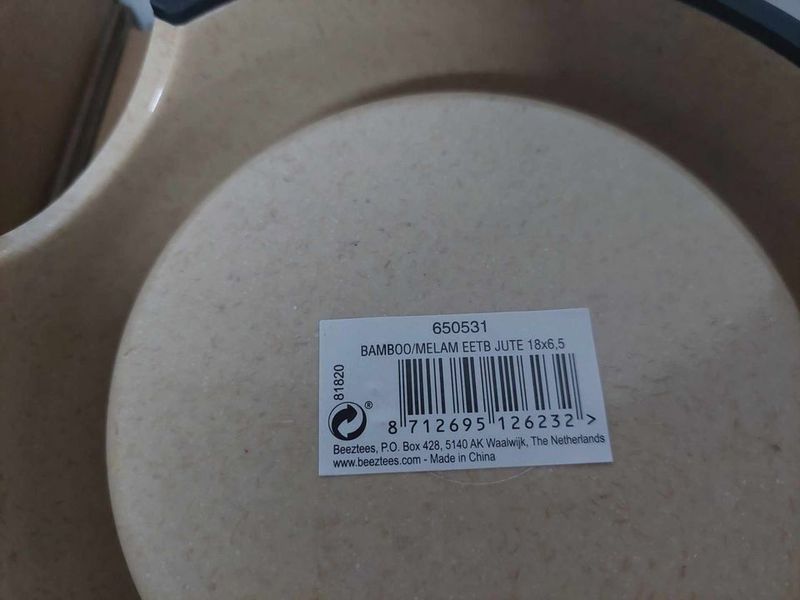 650531
BAMBOO/MELAM EETB JUTE 18x6,5
81820
®
8 712695 126232 >
Beeztees, P.O. Box 428, 5140 AK Waalwijk, The Netherlands
www.beeztees.com - Made in China